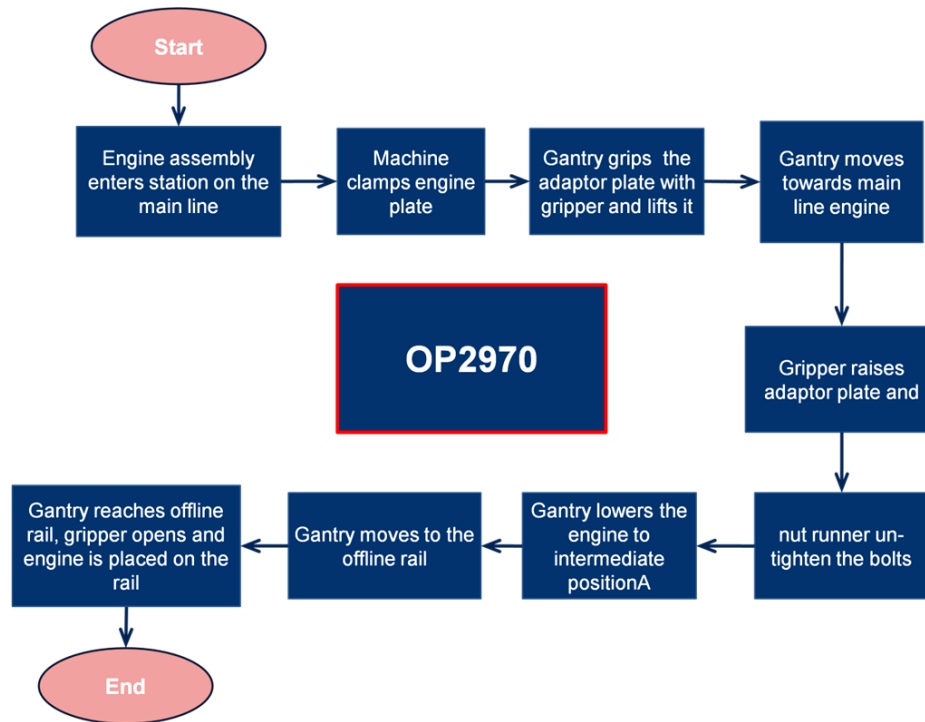 Start
Engine assembly
enters station on the
main line
Machine
clamps engine
plate
Gantry grips the
adaptor plate with
gripper and lifts it
Gantry moves
towards main
line engine
OP2970
Gripper raises
adaptor plate and
nut runner un-
tighten the bolts
Gantry lowers the
engine to
intermediate
positionA
Gantry moves to the
offline rail
Gantry reaches offline
rail, gripper opens and
engine is placed on the
rail
End